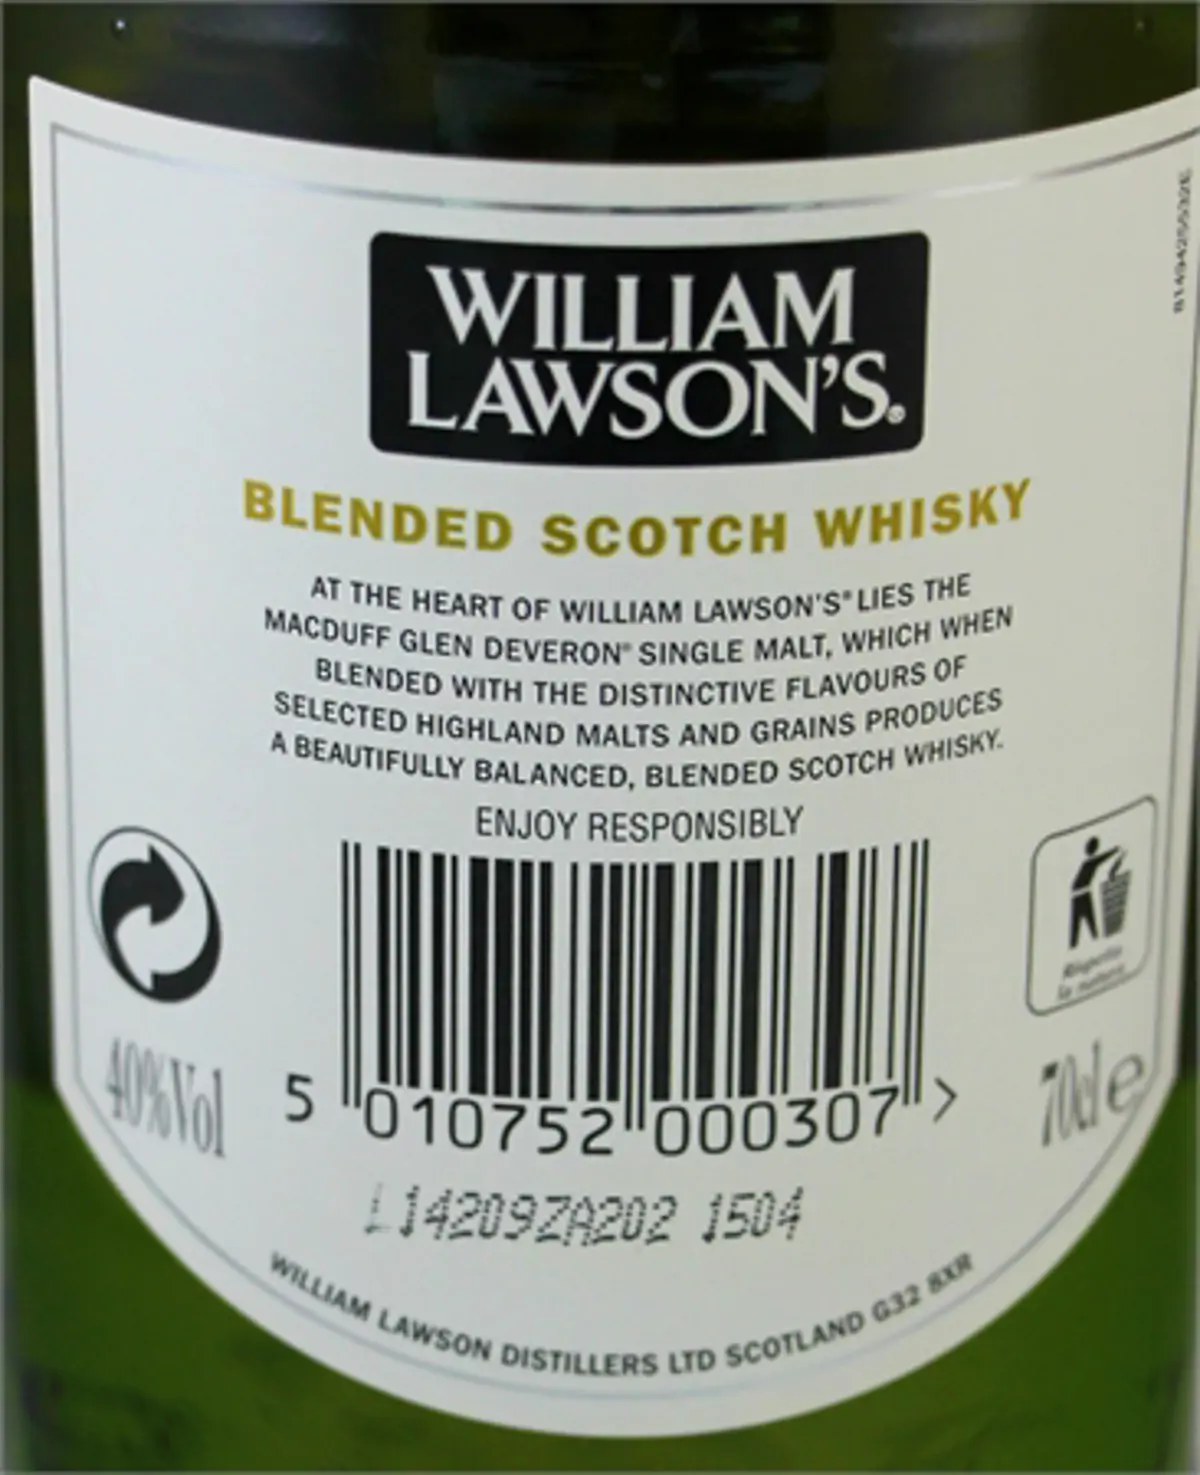 WILLIAM
LAWSON'S®
BLENDED SCOTCH WHISKY
AT THE HEART OF WILLIAM LAWSON'S® LIES THE
MACDUFF GLEN DEVERON® SINGLE MALT, WHICH WHEN
BLENDED WITH THE DISTINCTIVE FLAVOURS OF
SELECTED HIGHLAND MALTS AND GRAINS PRODUCES
A BEAUTIFULLY BALANCED, BLENDED SCOTCH WHISKY.
ENJOY RESPONSIBLY
40%Vol
5 010752 000307 >
70cl e
L14209ZA202 1504
WILLIAM LAWSON DISTILLERS LTD SCOTLAND G32 8XR